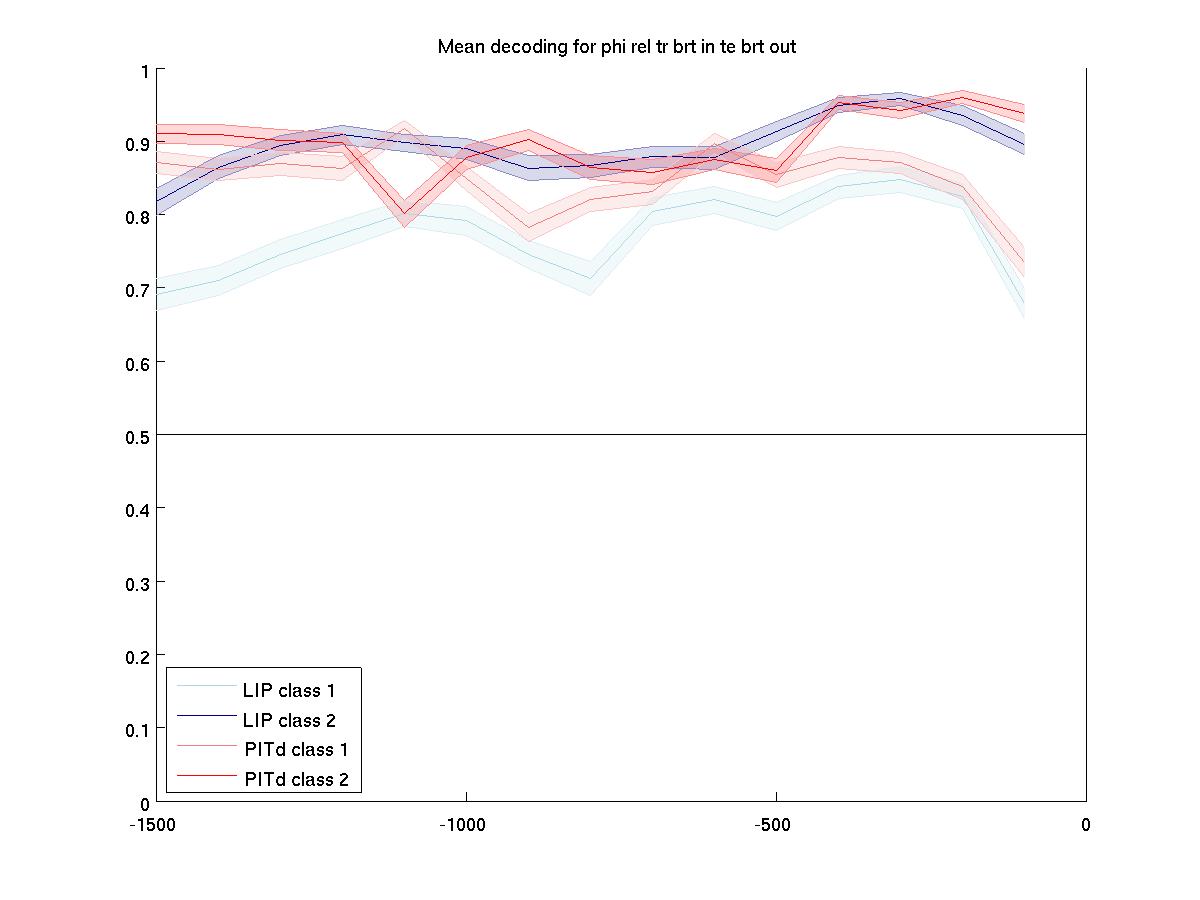 Mean decoding for phi rel tr brt in te brt out
1
0.9
0.8
0.7
0.6
0.5
0.4
0.3
0.2
0.1
0
LIP class 1
LIP class 2
PITd class 1
PITd class 2
-1500 -1000 -500 0